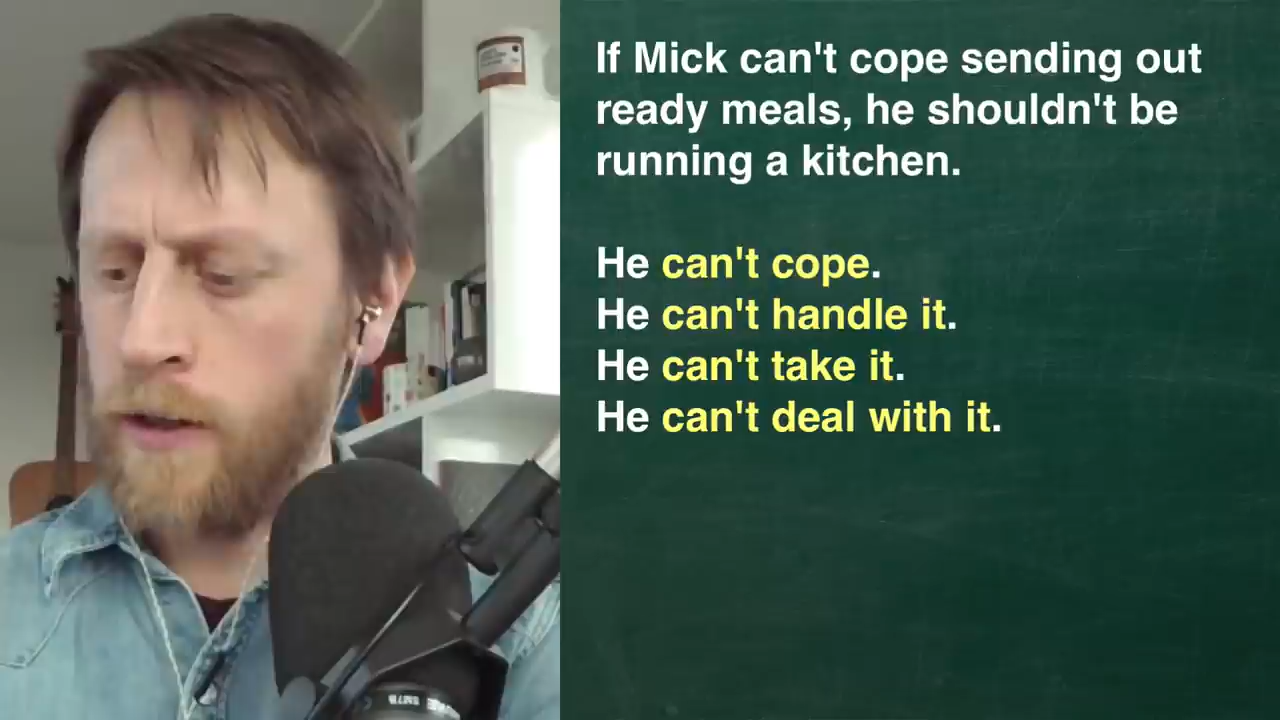 If Mick can't cope sending out
ready meals, he shouldn't be
running a kitchen.
He can't cope.
He can't handle it.
He can't take it.
He can't deal with it.
SM7B